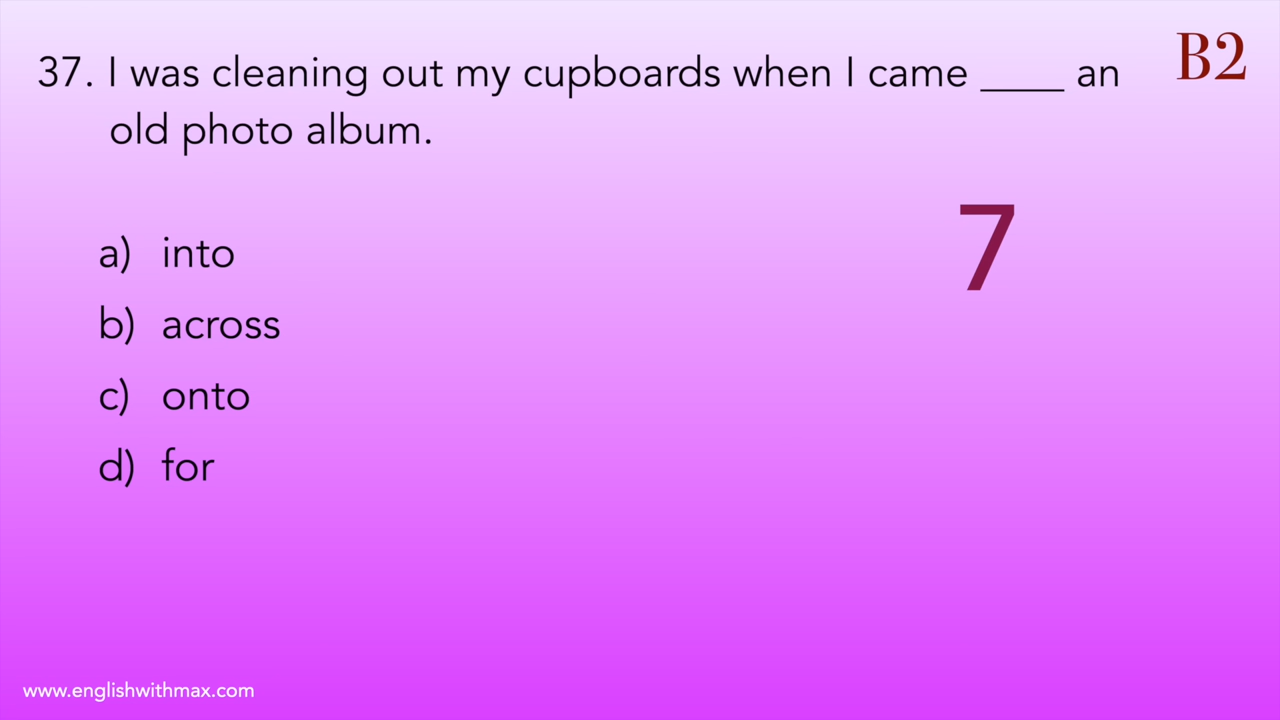 37. I was cleaning out my cupboards when I came ____ an
old photo album.
B2
7
a) into
b) across
c) onto
d) for
www.englishwithmax.com